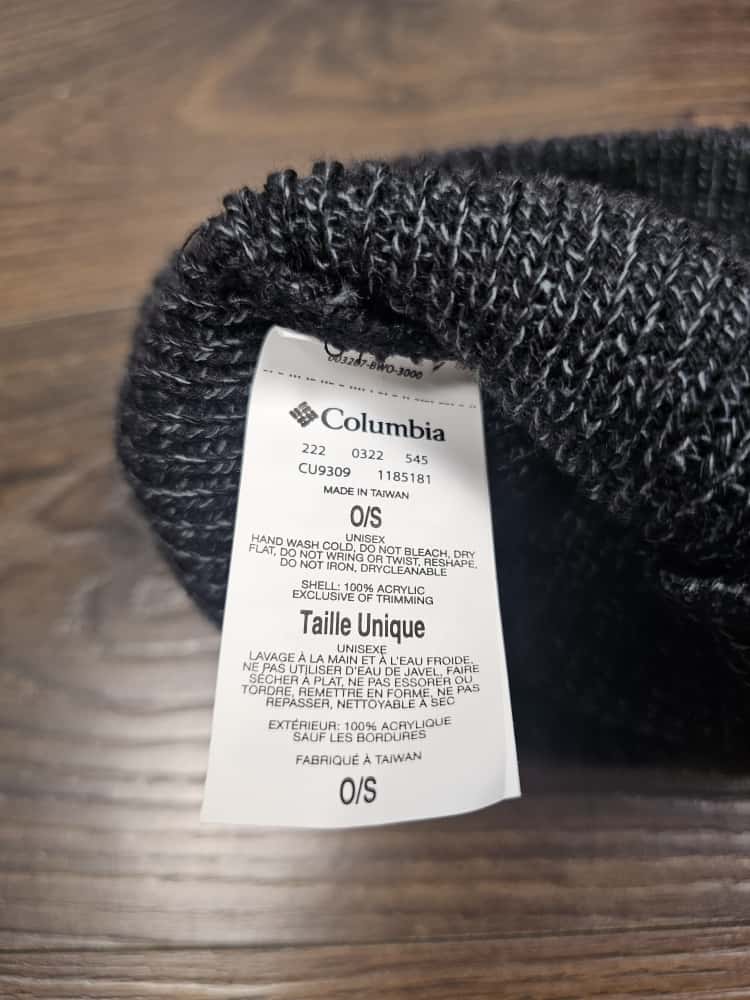 003267-BWO-3000
Columbia
222 0322 545
CU9309 1185181
MADE IN TAIWAN
O/S
UNISEX
HAND WASH COLD, DO NOT BLEACH, DRY
FLAT, DO NOT WRING OR TWIST, RESHAPE,
DO NOT IRON, DRYCLEANABLE
SHELL: 100% ACRYLIC
EXCLUSIVE OF TRIMMING
Taille Unique
UNISEXE
LAVAGE À LA MAIN ET À L'EAU FROIDE,
NE PAS UTILISER D'EAU DE JAVEL, FAIRE
SÉCHER À PLAT, NE PAS ESSORER OU
TORDRE, REMETTRE EN FORME, NE PAS
REPASSER, NETTOYABLE À SEC
EXTÉRIEUR: 100% ACRYLIQUE
SAUF LES BORDURES
FABRIQUÉ À TAIWAN
O/S